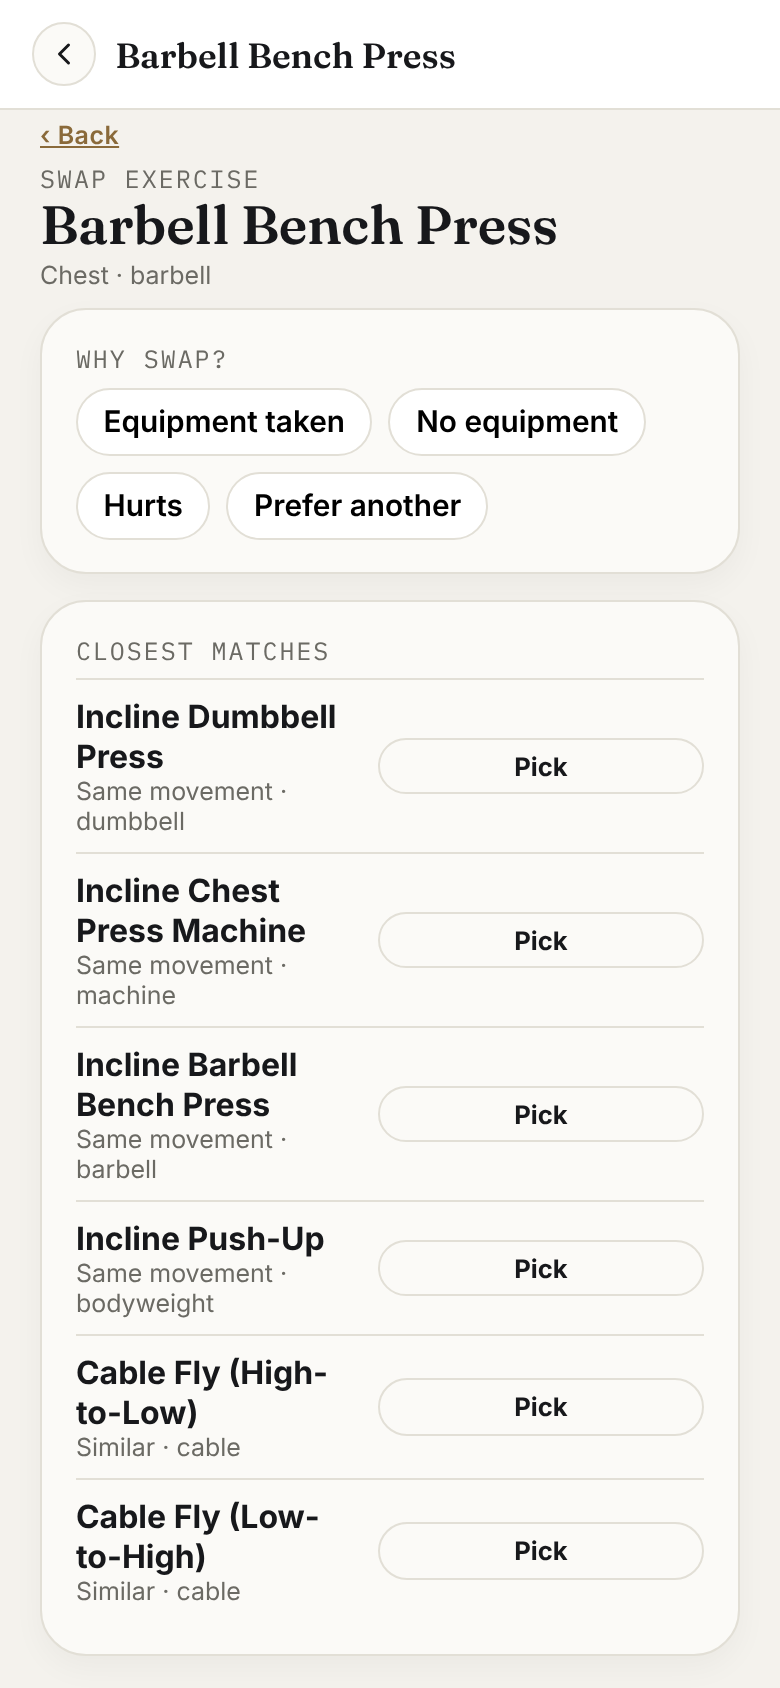 Barbell Bench Press
‹ Back
SWAP EXERCISE
Barbell Bench Press
Chest · barbell
WHY SWAP?
Equipment taken
No equipment
Hurts
Prefer another
CLOSEST MATCHES
Incline Dumbbell
Press
Same movement ·
dumbbell
Pick
Incline Chest
Press Machine
Same movement ·
machine
Pick
Incline Barbell
Bench Press
Same movement ·
barbell
Pick
Incline Push-Up
Same movement ·
bodyweight
Pick
Cable Fly (High-
to-Low)
Similar · cable
Pick
Cable Fly (Low-
to-High)
Similar · cable
Pick